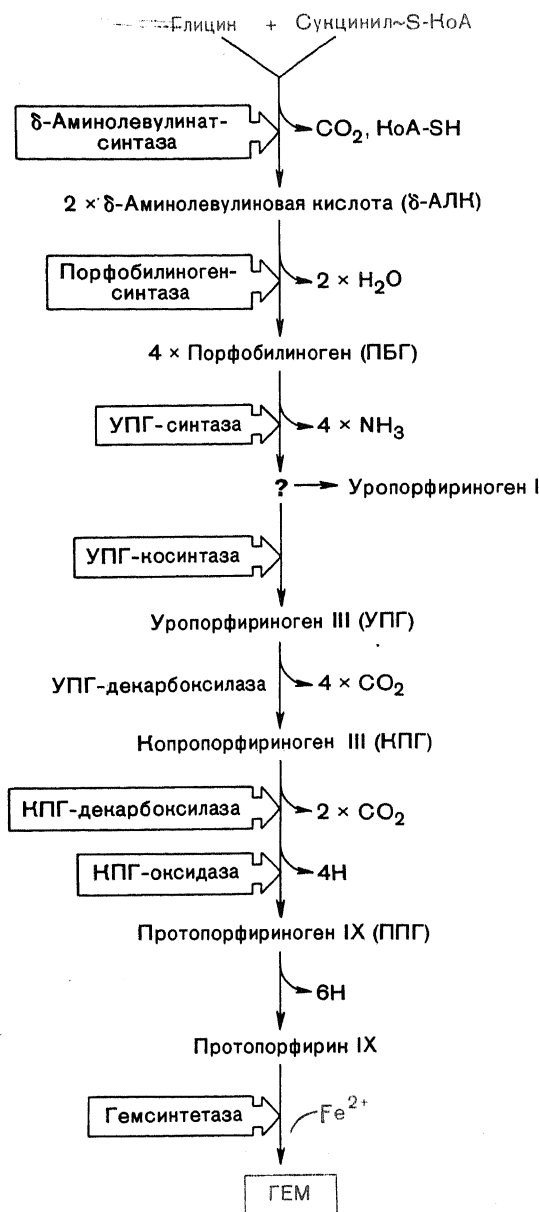 Глицин + Сукцинил~S-КоА
δ-Аминолевулинат-
синтаза
CO₂, КоА-SH
2 × δ-Аминолевулиновая кислота (δ-АЛК)
Порфобилиноген-
синтаза
2 × H₂O
4 × Порфобилиноген (ПБГ)
УПГ-синтаза
4 × NH₃
? Уропорфириноген I
УПГ-косинтаза
Уропорфириноген III (УПГ)
УПГ-декарбоксилаза
4 × CO₂
Копропорфириноген III (КПГ)
КПГ-декарбоксилаза
2 × CO₂
КПГ-оксидаза
4H
Протопорфириноген IX (ППГ)
6H
Протопорфирин IX
Гемсинтетаза
Fe²⁺
ГЕМ